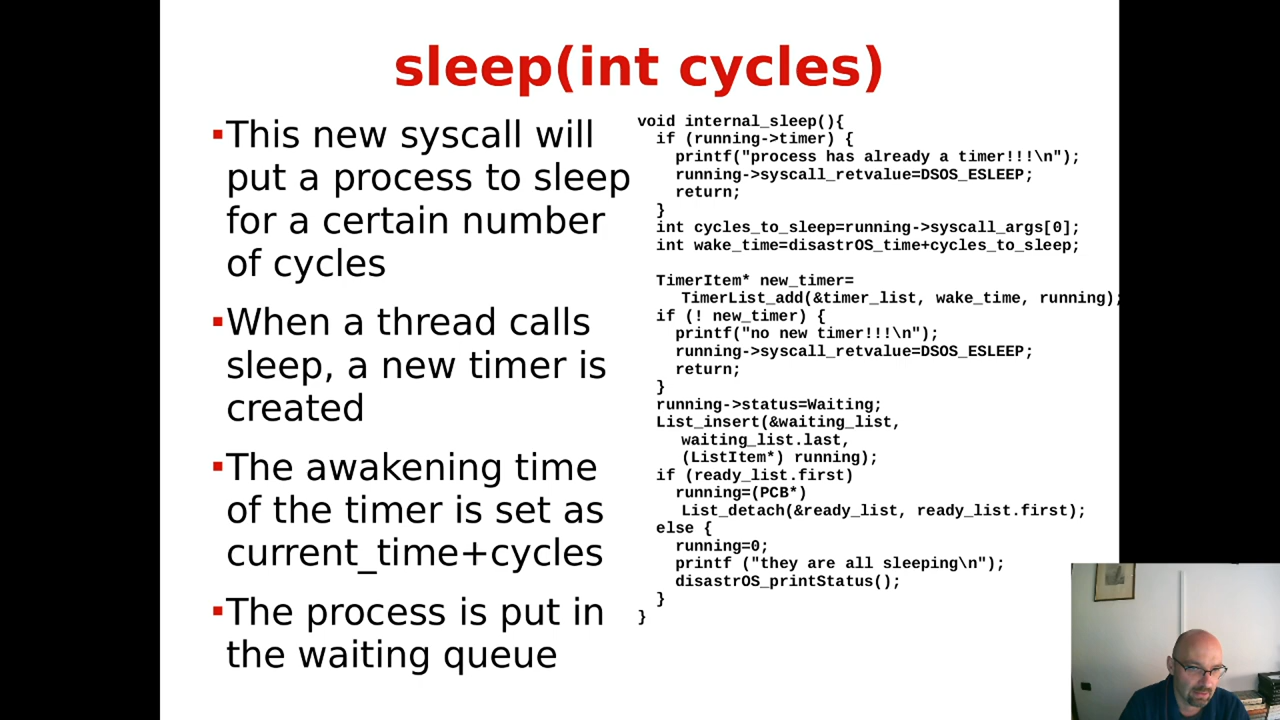 sleep(int cycles)
▪This new syscall will
put a process to sleep
for a certain number
of cycles
▪When a thread calls
sleep, a new timer is
created
▪The awakening time
of the timer is set as
current_time+cycles
▪The process is put in
the waiting queue
void internal_sleep(){
if (running->timer) {
printf("process has already a timer!!!\n");
running->syscall_retvalue=DSOS_ESLEEP;
return;
}
int cycles_to_sleep=running->syscall_args[0];
int wake_time=disastrOS_time+cycles_to_sleep;
TimerItem* new_timer=
TimerList_add(&timer_list, wake_time, running);
if (! new_timer) {
printf("no new timer!!!\n");
running->syscall_retvalue=DSOS_ESLEEP;
return;
}
running->status=Waiting;
List_insert(&waiting_list,
waiting_list.last,
(ListItem*) running);
if (ready_list.first)
running=(PCB*)
List_detach(&ready_list, ready_list.first);
else {
running=0;
printf ("they are all sleeping\n");
disastrOS_printStatus();
}
}